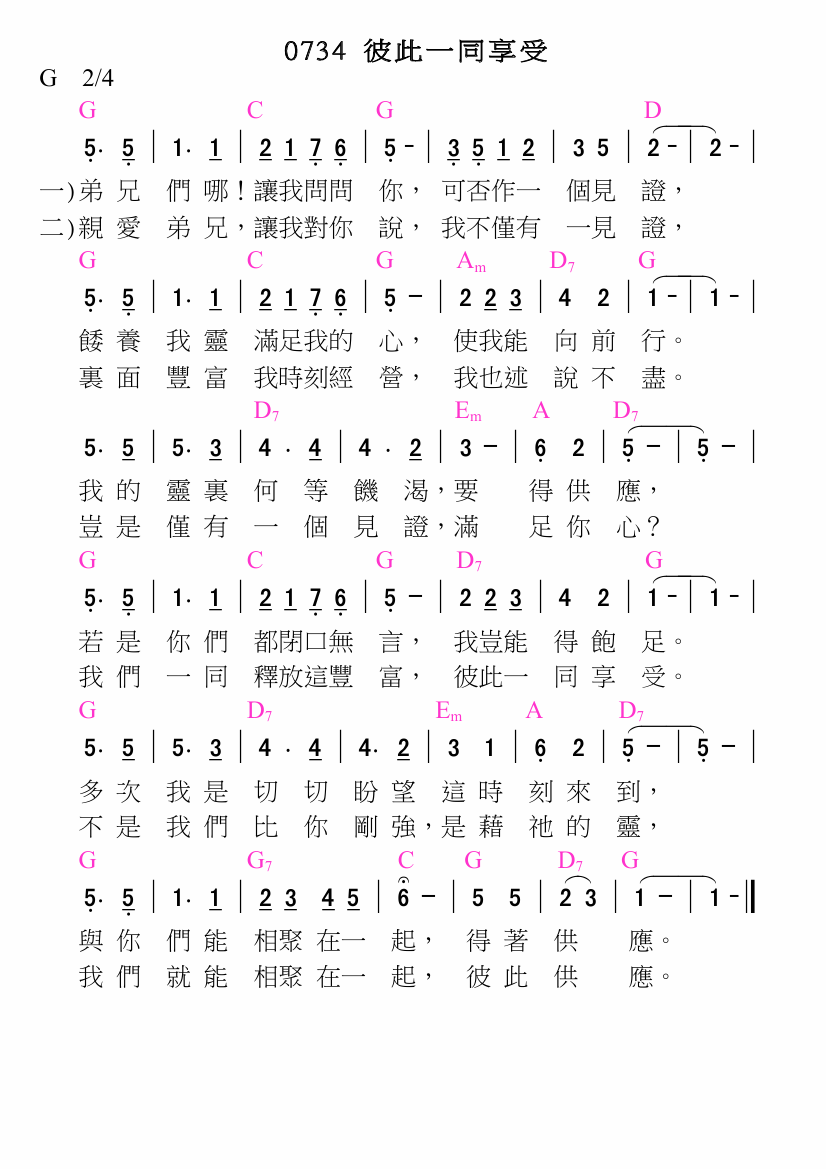 0734 彼此一同享受
G 2/4
G C G D
5. 5 | 1. 1 | 2 1 7 6 | 5 - | 3 5 1 2 | 3 5 | 2 - | 2 - |
一)弟 兄 們 哪！讓我問問 你， 可否作一 個見 證，
二)親 愛 弟 兄，讓我對你 說， 我不僅有 一見 證，
G C G Am D7 G
5. 5 | 1. 1 | 2 1 7 6 | 5 - | 2 2 3 | 4 2 | 1 - | 1 - |
餧 養 我 靈 滿足我的 心， 使我能 向 前 行。
裏 面 豐 富 我時刻經 營， 我也述 說 不 盡。
D7 Em A D7
5. 5 | 5. 3 | 4 . 4 | 4 . 2 | 3 - | 6 2 | 5 - | 5 - |
我 的 靈 裏 何 等 饑 渴，要 得 供 應，
豈 是 僅 有 一 個 見 證，滿 足 你 心？
G C G D7 G
5. 5 | 1. 1 | 2 1 7 6 | 5 - | 2 2 3 | 4 2 | 1 - | 1 - |
若 是 你 們 都閉口無 言， 我豈能 得 飽 足。
我 們 一 同 釋放這豐 富， 彼此一 同 享 受。
G D7 Em A D7
5. 5 | 5. 3 | 4 . 4 | 4. 2 | 3 1 | 6 2 | 5 - | 5 - |
多 次 我 是 切 切 盼 望 這 時 刻 來 到，
不 是 我 們 比 你 剛 強，是 藉 祂 的 靈，
G G7 C G D7 G
5. 5 | 1. 1 | 2 3 4 5 | 6 - | 5 5 | 2 3 | 1 - | 1 - ||
與 你 們 能 相聚 在一 起， 得 著 供 應。
我 們 就 能 相聚 在一 起， 彼 此 供 應。